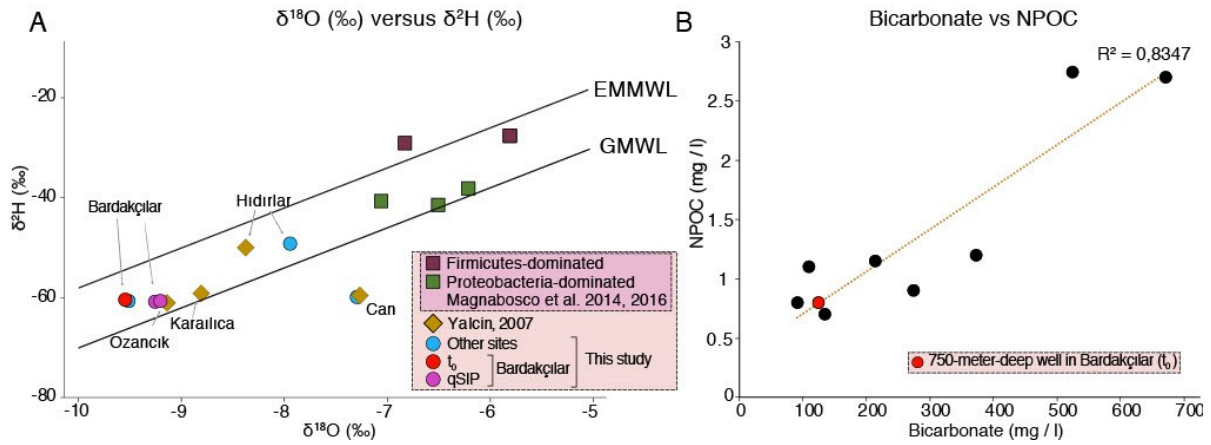 A
δ¹⁸O (‰) versus δ²H (‰)
-20
-40
-60
-80
δ²H (‰)
-10
-9
-8
-7
-6
-5
δ¹⁸O (‰)
EMMWL
GMWL
Bardakçılar
Hıdırlar
Ozancık
Karaılıca
Can
Firmicutes-dominated
Proteobacteria-dominated
Magnabosco et al. 2014, 2016
Yalcin, 2007
Other sites
t₀
qSIP
Bardakçılar
This study
B
Bicarbonate vs NPOC
R² = 0,8347
3
2.5
2
1.5
1
0.5
0
NPOC (mg / l)
0
100
200
300
400
500
600
700
Bicarbonate (mg / l)
750-meter-deep well in Bardakçılar (t₀)